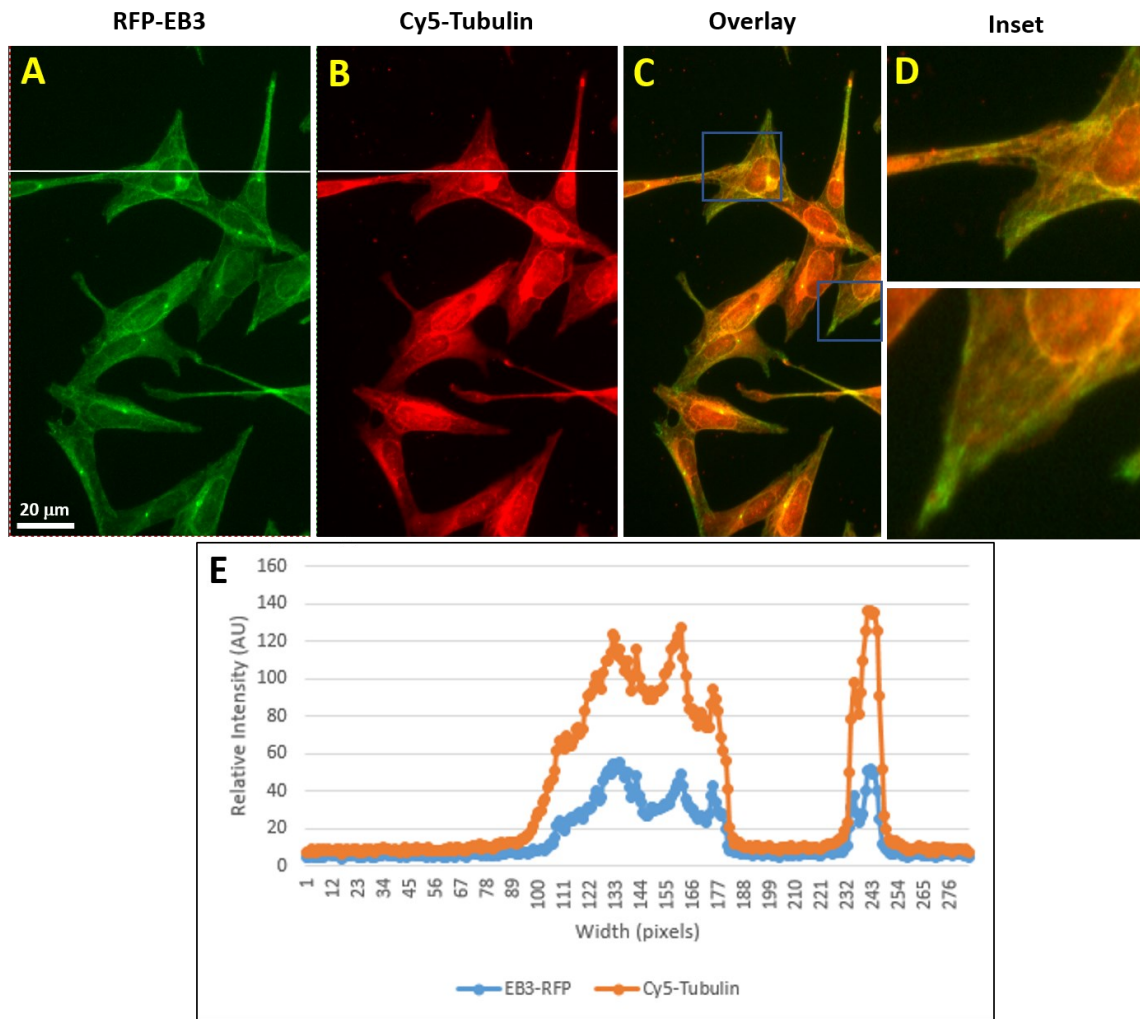 RFP-EB3 Cy5-Tubulin Overlay Inset
A B C D
20 µm
E
160
140
120
100
80
60
40
20
0
Relative Intensity (AU)
1 12 23 34 45 56 67 78 89 100 111 122 133 144 155 166 177 188 199 210 221 232 243 254 265 276
Width (pixels)
EB3-RFP Cy5-Tubulin